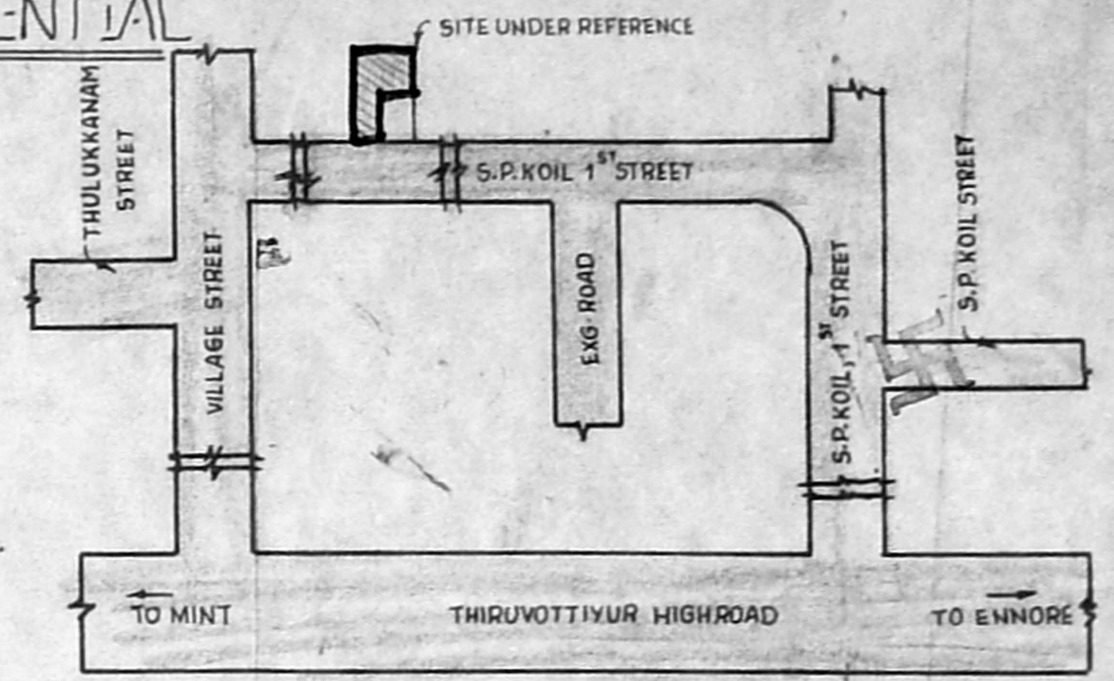 ENTIAL
SITE UNDER REFERENCE
THULUKKANAM
STREET
S.P.KOIL 1ST STREET
VILLAGE STREET
EXG-ROAD
S.P.KOIL, 1ST STREET
S.P.KOIL STREET
TO MINT
THIRUVOTTIYUR HIGHROAD
TO ENNORE